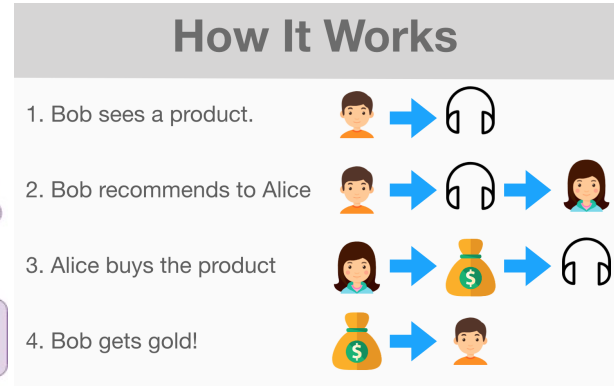 How It Works
1. Bob sees a product.
2. Bob recommends to Alice
3. Alice buys the product
$
4. Bob gets gold!
$